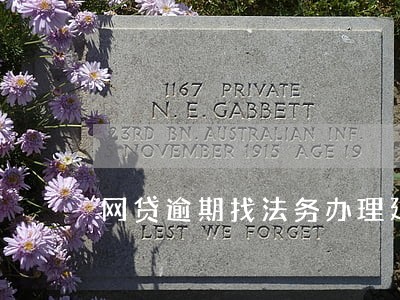 1167 PRIVATE
N. E. GABBETT
23RD BN. AUSTRALIAN INF.
NOVEMBER 1915 AGE 19
网贷逾期找法务办理
LEST WE FORGET